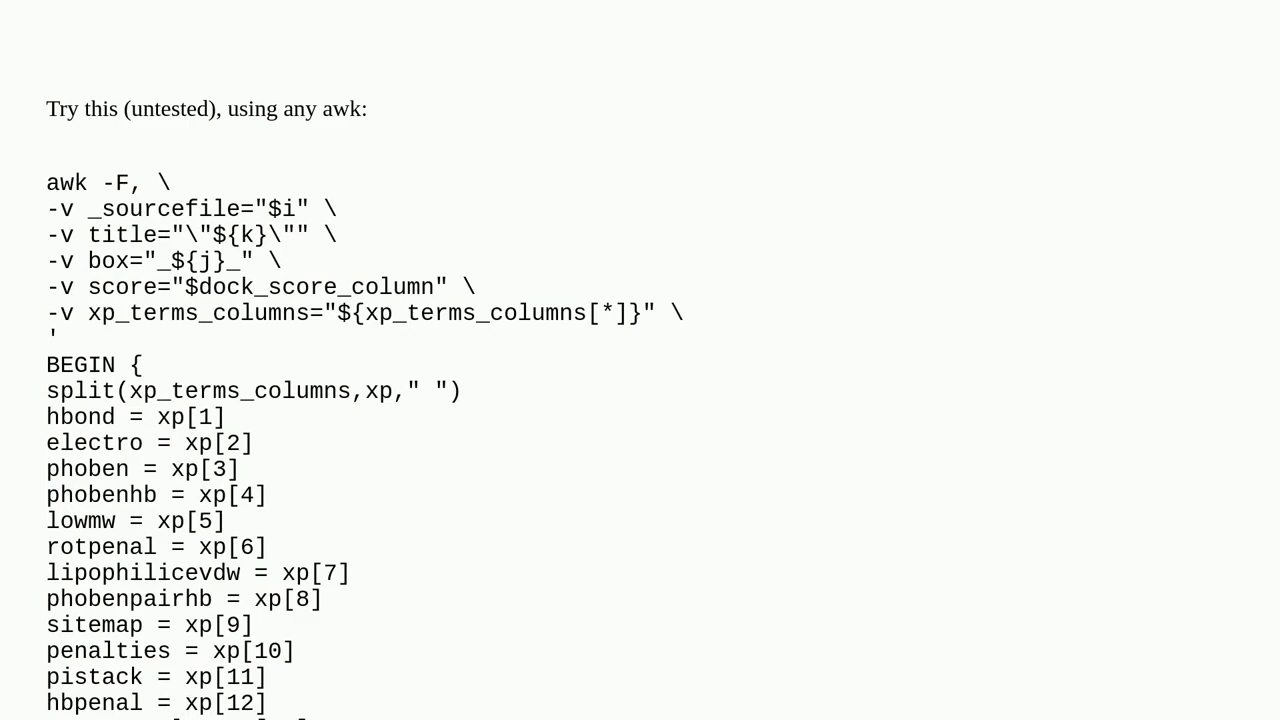 Try this (untested), using any awk:
awk -F, \
-v _sourcefile="$i" \
-v title="\"${k}\"" \
-v box="_${j}_" \
-v score="$dock_score_column" \
-v xp_terms_columns="${xp_terms_columns[*]}" \
'
BEGIN {
split(xp_terms_columns,xp," ")
hbond = xp[1]
electro = xp[2]
phoben = xp[3]
phobenhb = xp[4]
lowmw = xp[5]
rotpenal = xp[6]
lipophilicevdw = xp[7]
phobenpairhb = xp[8]
sitemap = xp[9]
penalties = xp[10]
pistack = xp[11]
hbpenal = xp[12]